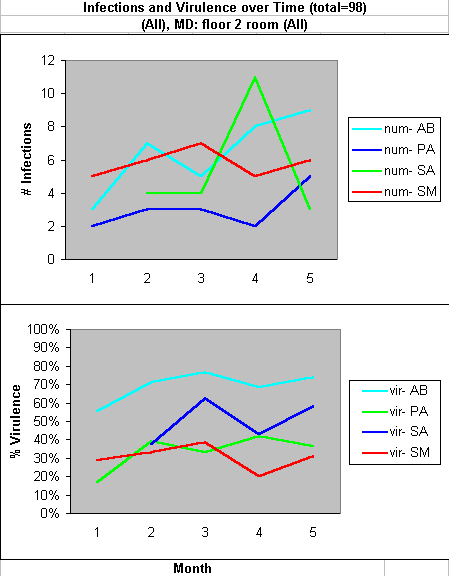 Infections and Virulence over Time (total=98)
(All), MD: floor 2 room (All)
12
10
8
6
4
2
0
# Infections
1 2 3 4 5
num- AB
num- PA
num- SA
num- SM
100%
90%
80%
70%
60%
50%
40%
30%
20%
10%
0%
% Virulence
1 2 3 4 5
vir- AB
vir- PA
vir- SA
vir- SM
Month